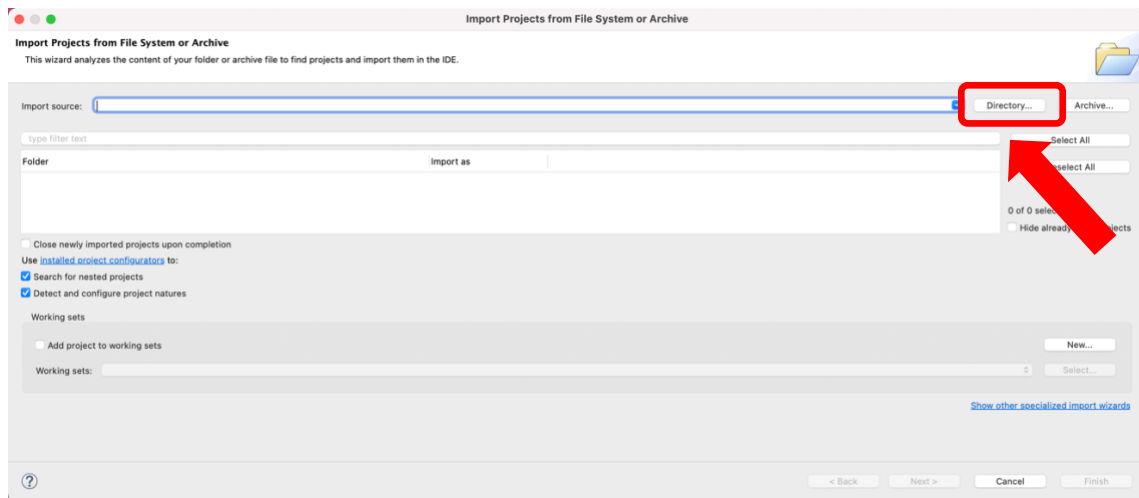 Import Projects from File System or Archive
Import Projects from File System or Archive
This wizard analyzes the content of your folder or archive file to find projects and import them in the IDE.
Import source: Directory... Archive...
type filter text Select All
Folder Import as All
0 of 0
Hide already
Close newly imported projects upon completion
Use installed project configurators to:
Search for nested projects
Detect and configure project natures
Working sets
Add project to working sets New...
Working sets: Select...
Show other specialized import wizards
? < Back Next > Cancel Finish